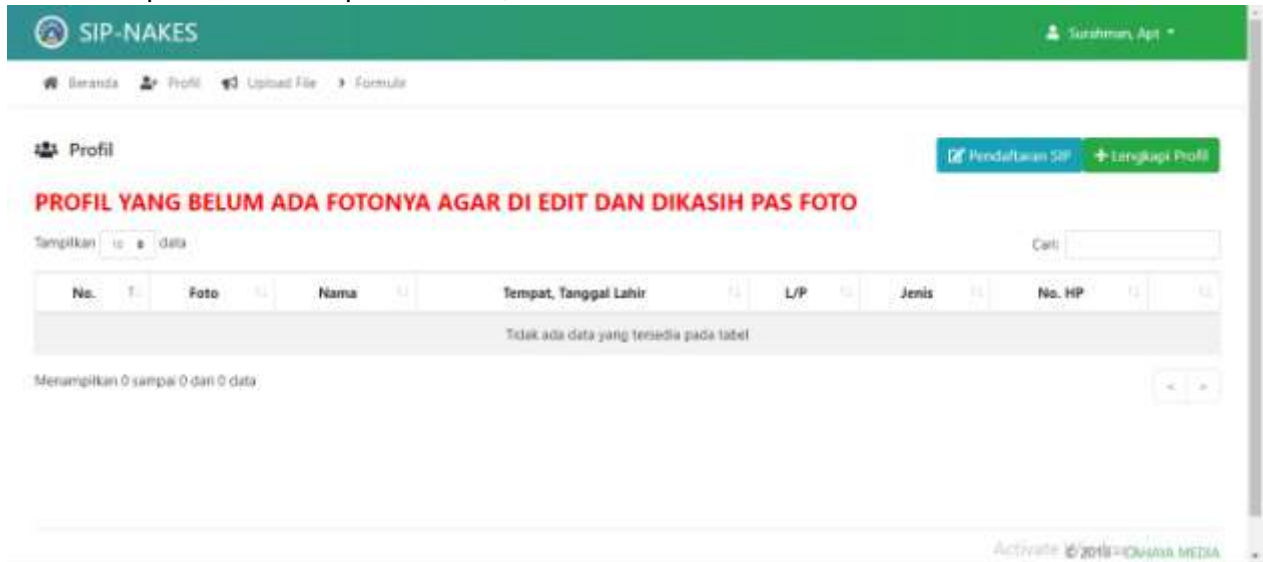 SIP-NAKES
Surahman, Apt
Beranda Profil Upload File Formulir
Profil
Pendaftaran SIP Lengkapi Profil
PROFIL YANG BELUM ADA FOTONYA AGAR DI EDIT DAN DIKASIH PAS FOTO
Tampilkan 10 data
Cari:
No. Foto Nama Tempat, Tanggal Lahir L/P Jenis No. HP
Tidak ada data yang tersedia pada tabel
Menampilkan 0 sampai 0 dari 0 data
< >
Activate
© 2018 - CAHAYA MEDIA